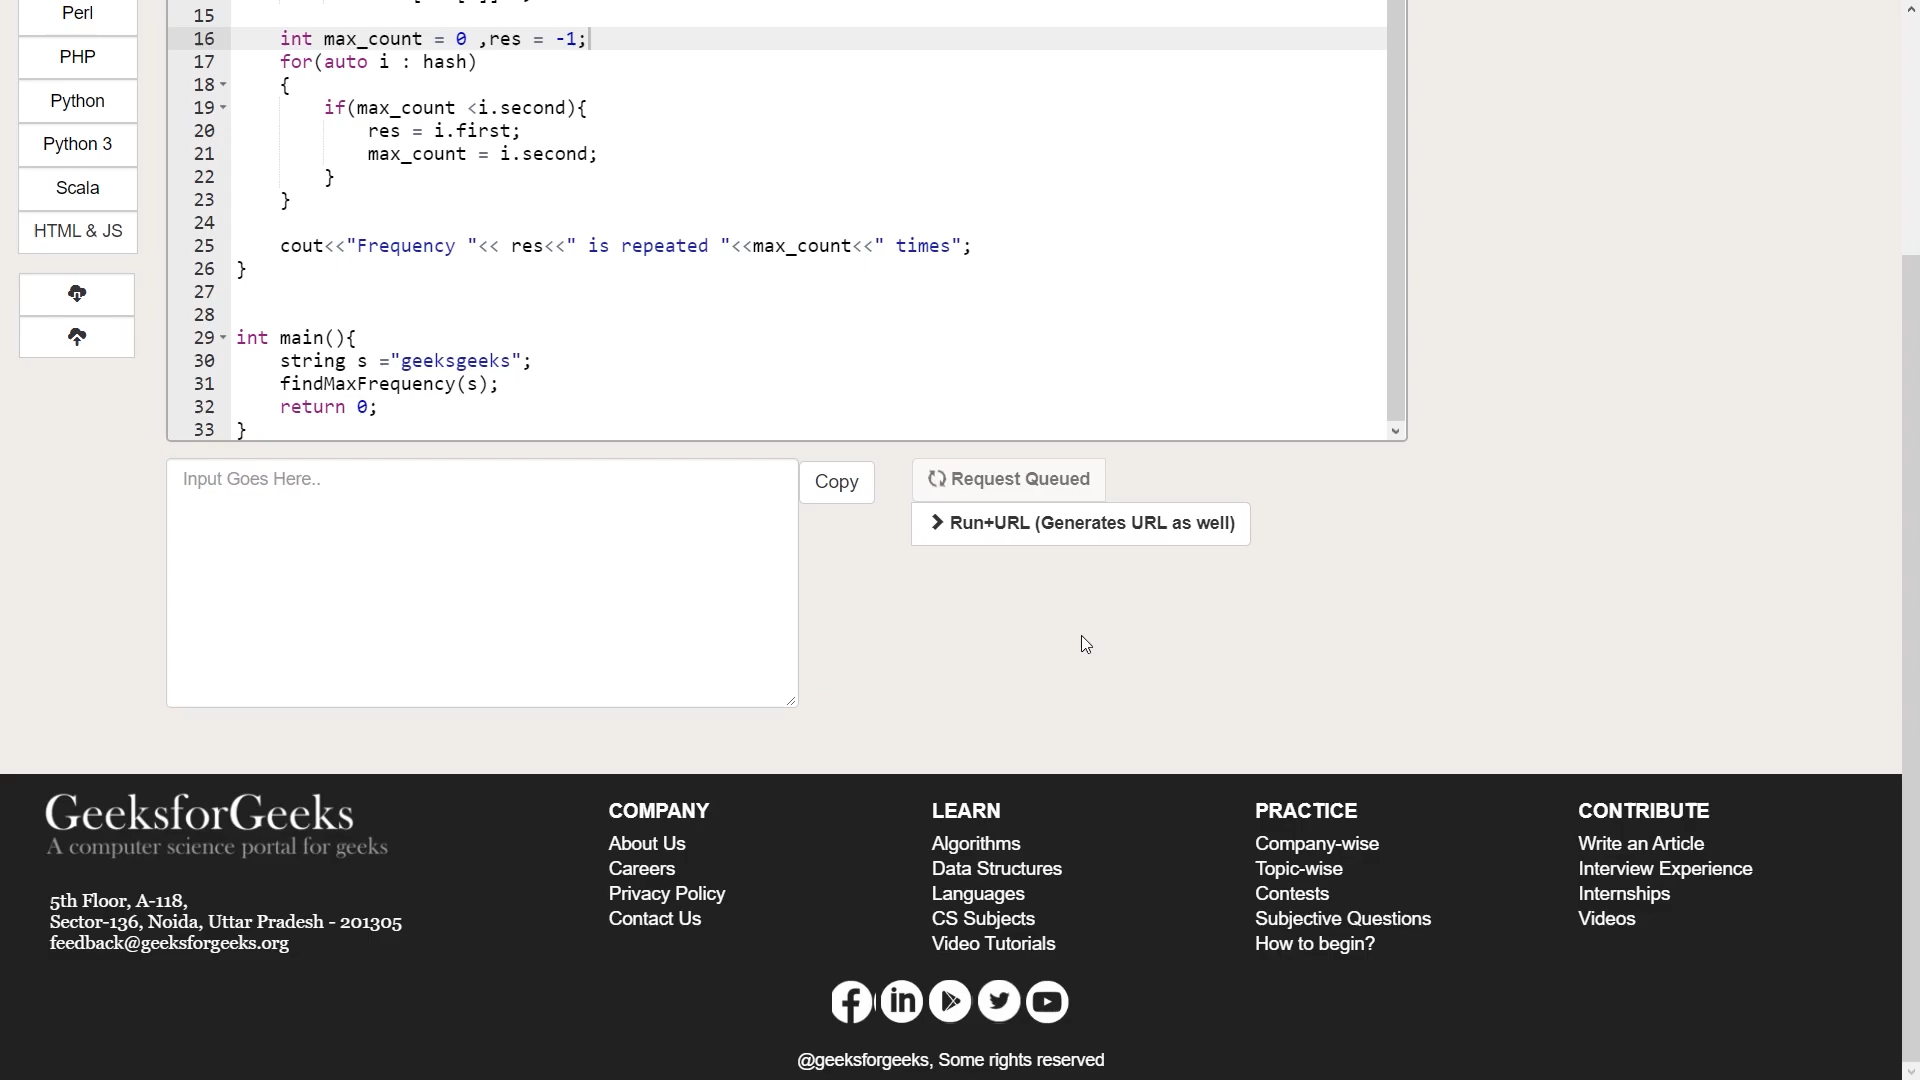 Perl
PHP
Python
Python 3
Scala
HTML & JS
15
16 int max_count = 0 ,res = -1;
17 for(auto i : hash)
18 {
19 if(max_count <i.second){
20 res = i.first;
21 max_count = i.second;
22 }
23 }
24
25 cout<<"Frequency "<< res<<" is repeated "<<max_count<<" times";
26 }
27
28
29 int main(){
30 string s ="geeksgeeks";
31 findMaxFrequency(s);
32 return 0;
33 }
Input Goes Here..
Copy
Request Queued
Run+URL (Generates URL as well)
GeeksforGeeks
A computer science portal for geeks
5th Floor, A-118,
Sector-136, Noida, Uttar Pradesh - 201305
feedback@geeksforgeeks.org
COMPANY
About Us
Careers
Privacy Policy
Contact Us
LEARN
Algorithms
Data Structures
Languages
CS Subjects
Video Tutorials
PRACTICE
Company-wise
Topic-wise
Contests
Subjective Questions
How to begin?
CONTRIBUTE
Write an Article
Interview Experience
Internships
Videos
@geeksforgeeks, Some rights reserved